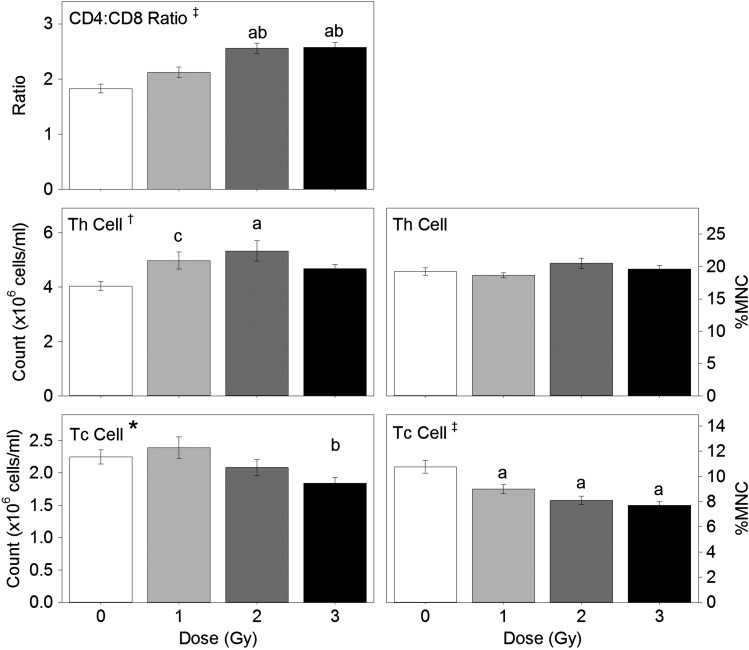 CD4:CD8 Ratio ‡
ab
ab
3
2
1
0
Ratio
Th Cell †
c
a
6
4
2
0
Count (x10⁶ cells/ml)
Th Cell
25
20
15
10
5
0
%MNC
Tc Cell *
b
2.5
2.0
1.5
1.0
0.5
0.0
Count (x10⁶ cells/ml)
0
1
2
3
Dose (Gy)
Tc Cell ‡
a
a
a
14
12
10
8
6
4
2
0
%MNC
0
1
2
3
Dose (Gy)